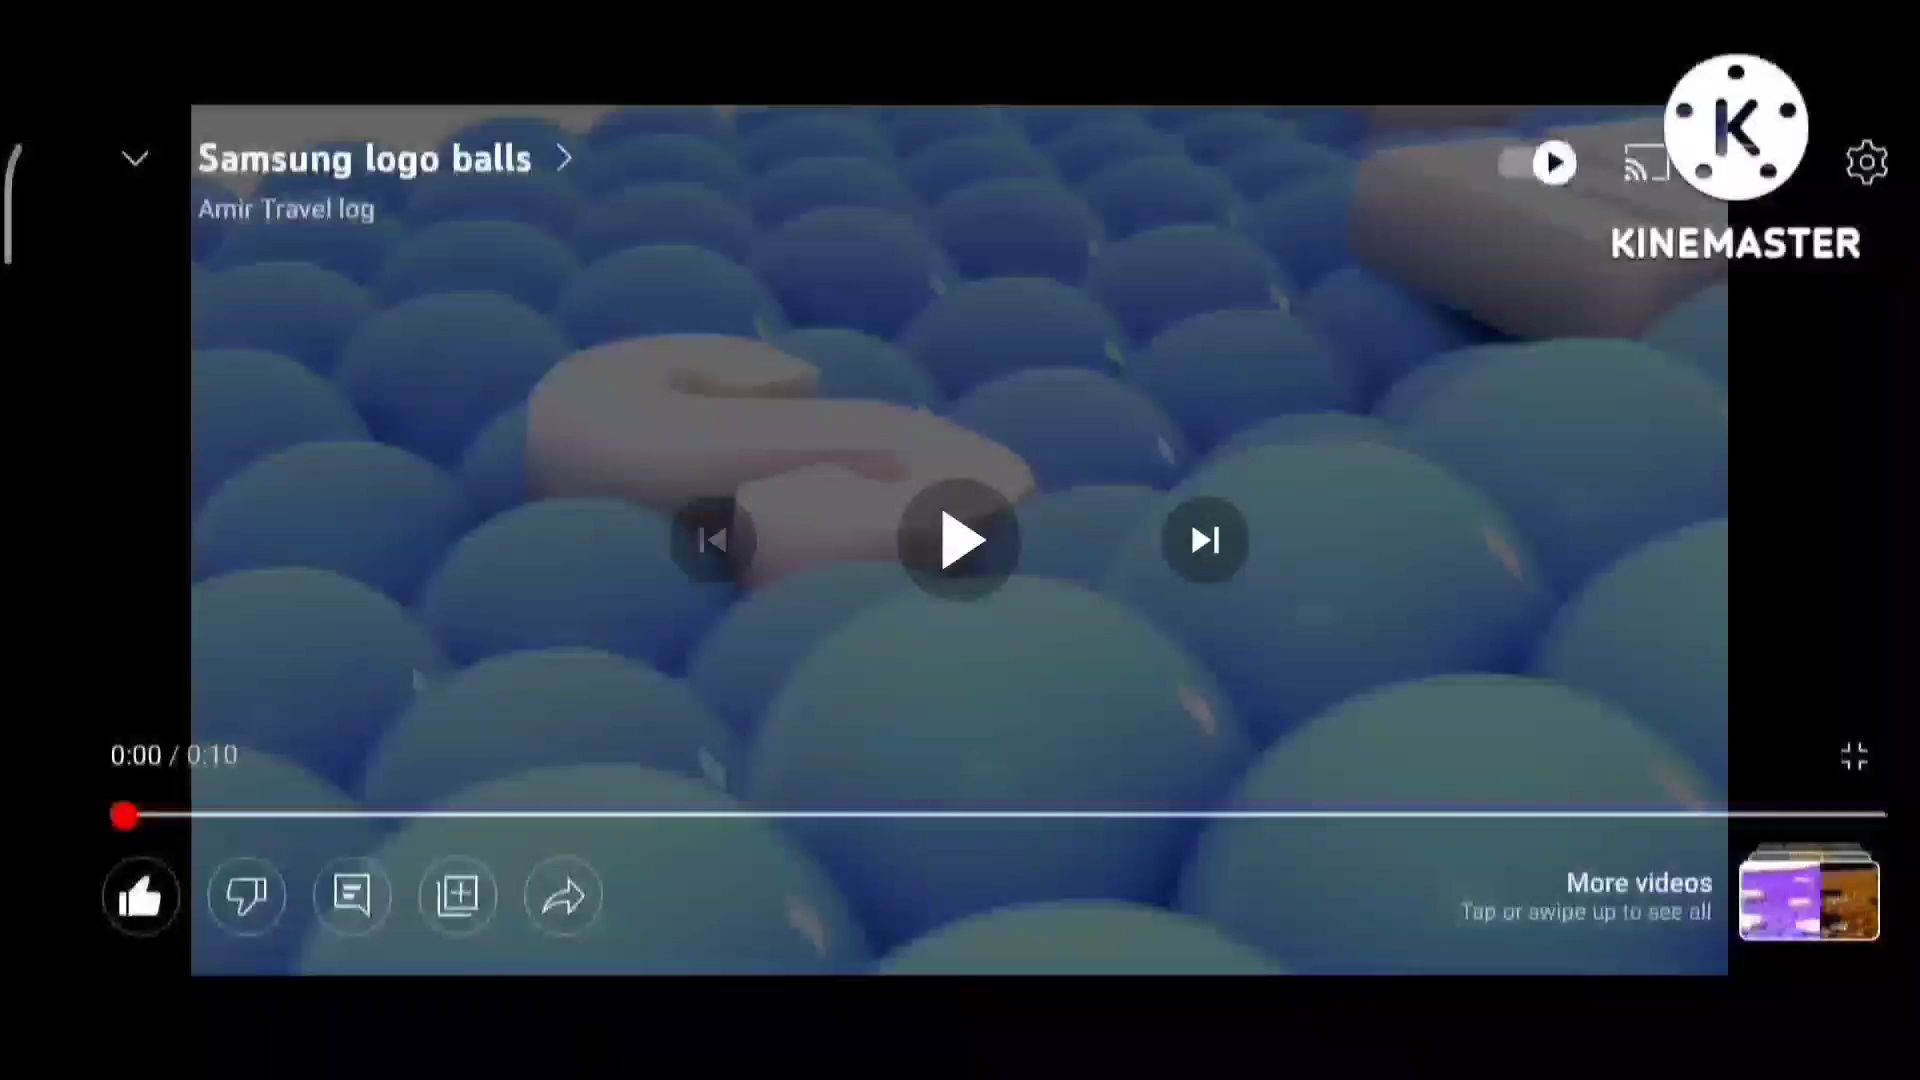 Samsung logo balls
Amir Travel log
K
KINEMASTER
0:00 / 0:10
More videos
Tap or swipe up to see all